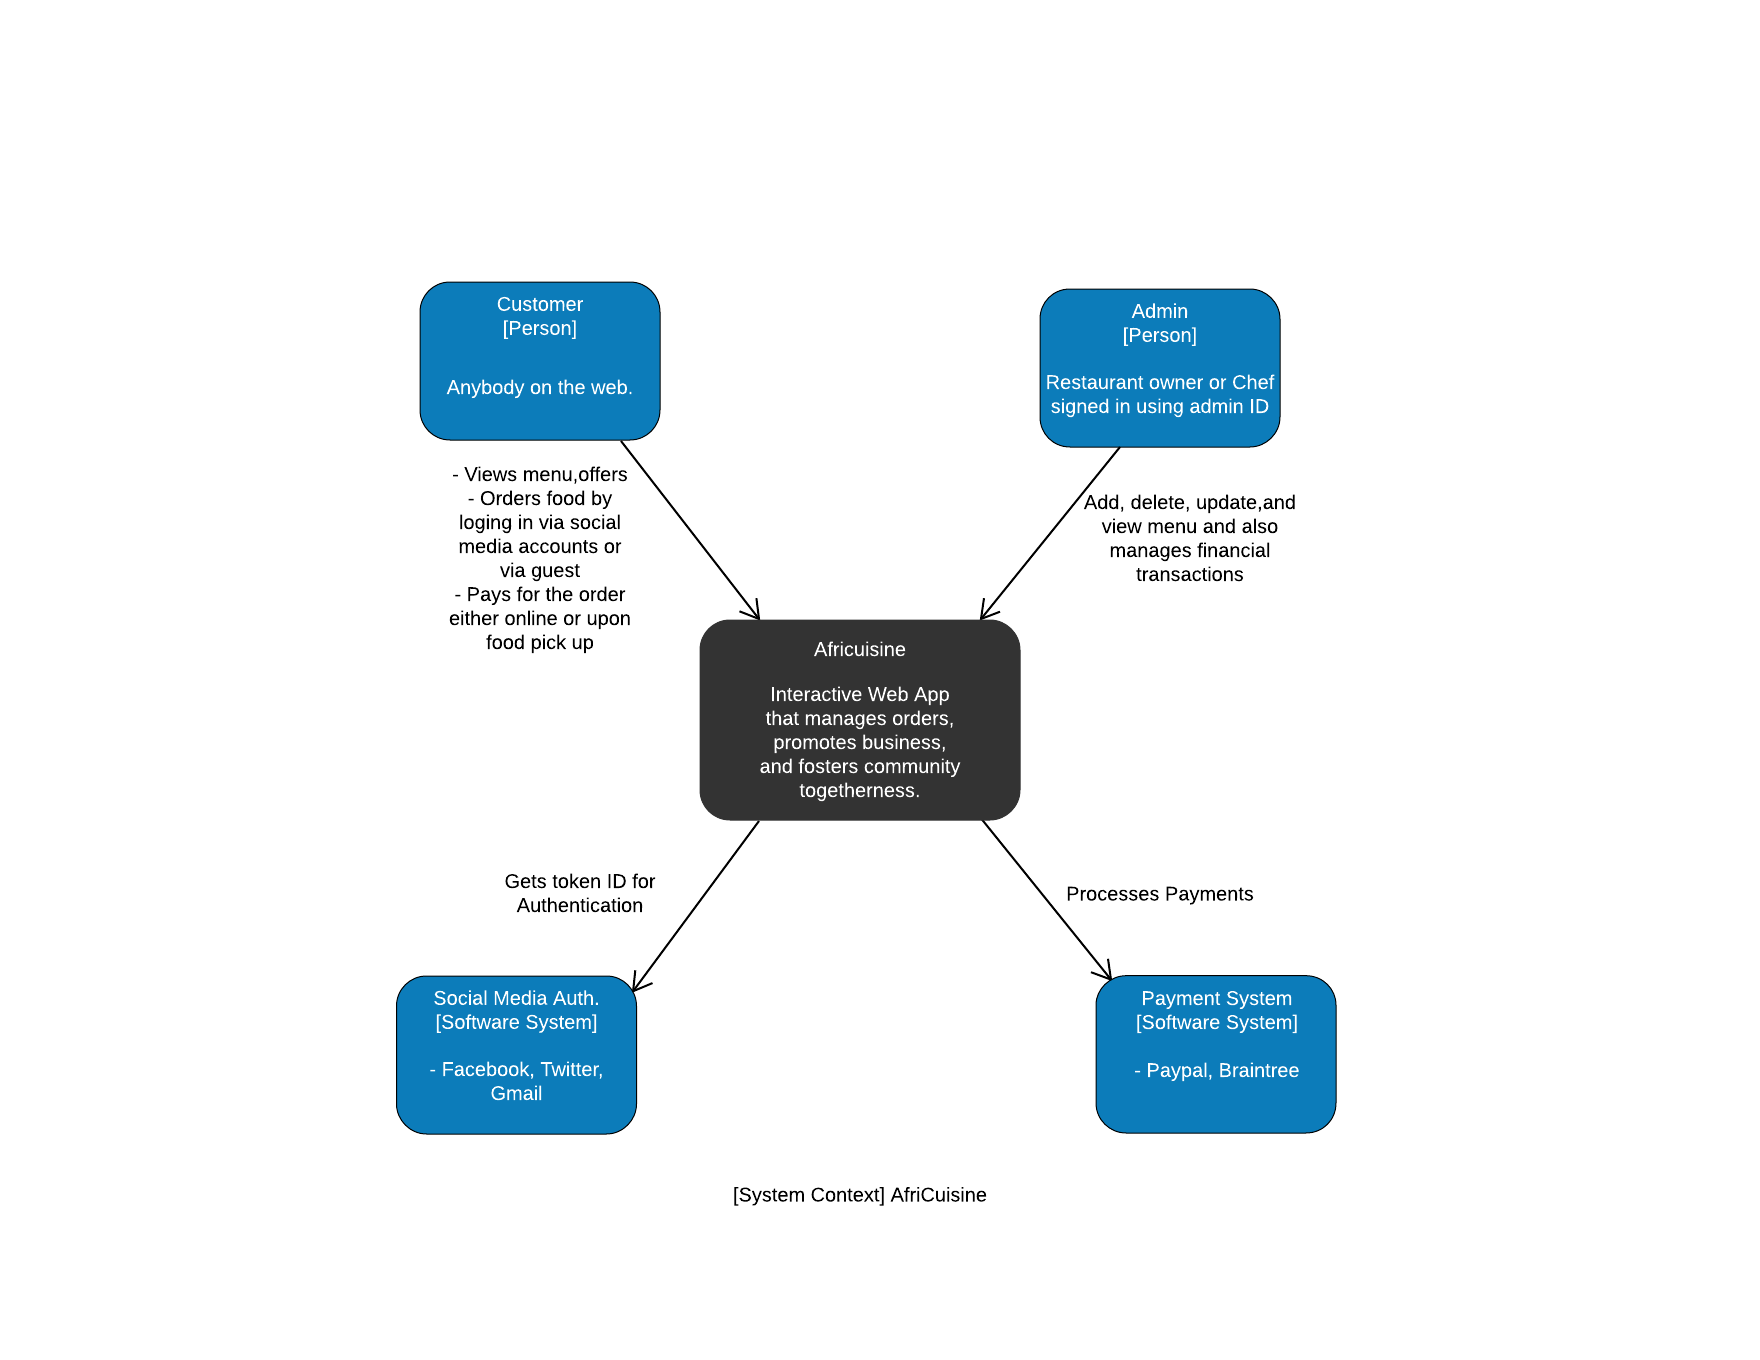 Customer
[Person]
Anybody on the web.
Admin
[Person]
Restaurant owner or Chef
signed in using admin ID
- Views menu,offers
- Orders food by
loging in via social
media accounts or
via guest
- Pays for the order
either online or upon
food pick up
Add, delete, update,and
view menu and also
manages financial
transactions
Africuisine
Interactive Web App
that manages orders,
promotes business,
and fosters community
togetherness.
Gets token ID for
Authentication
Processes Payments
Social Media Auth.
[Software System]
- Facebook, Twitter,
Gmail
Payment System
[Software System]
- Paypal, Braintree
[System Context] AfriCuisine